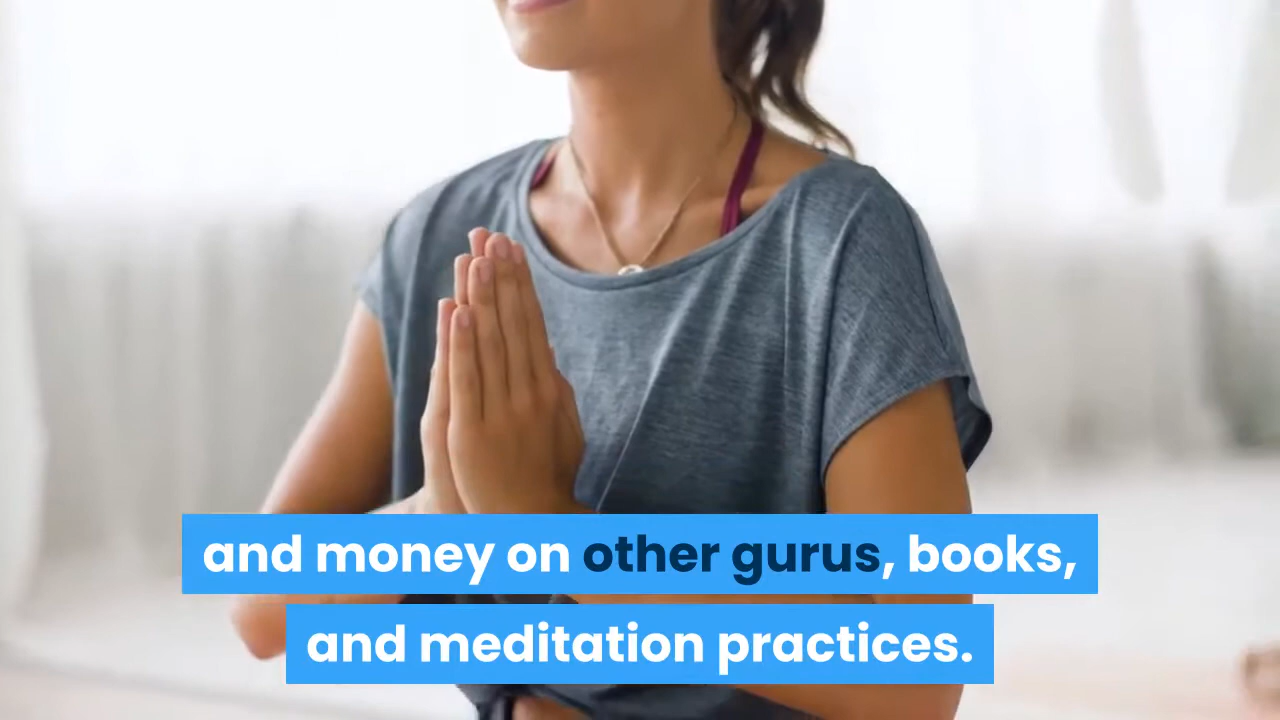 and money on other gurus, books,
and meditation practices.